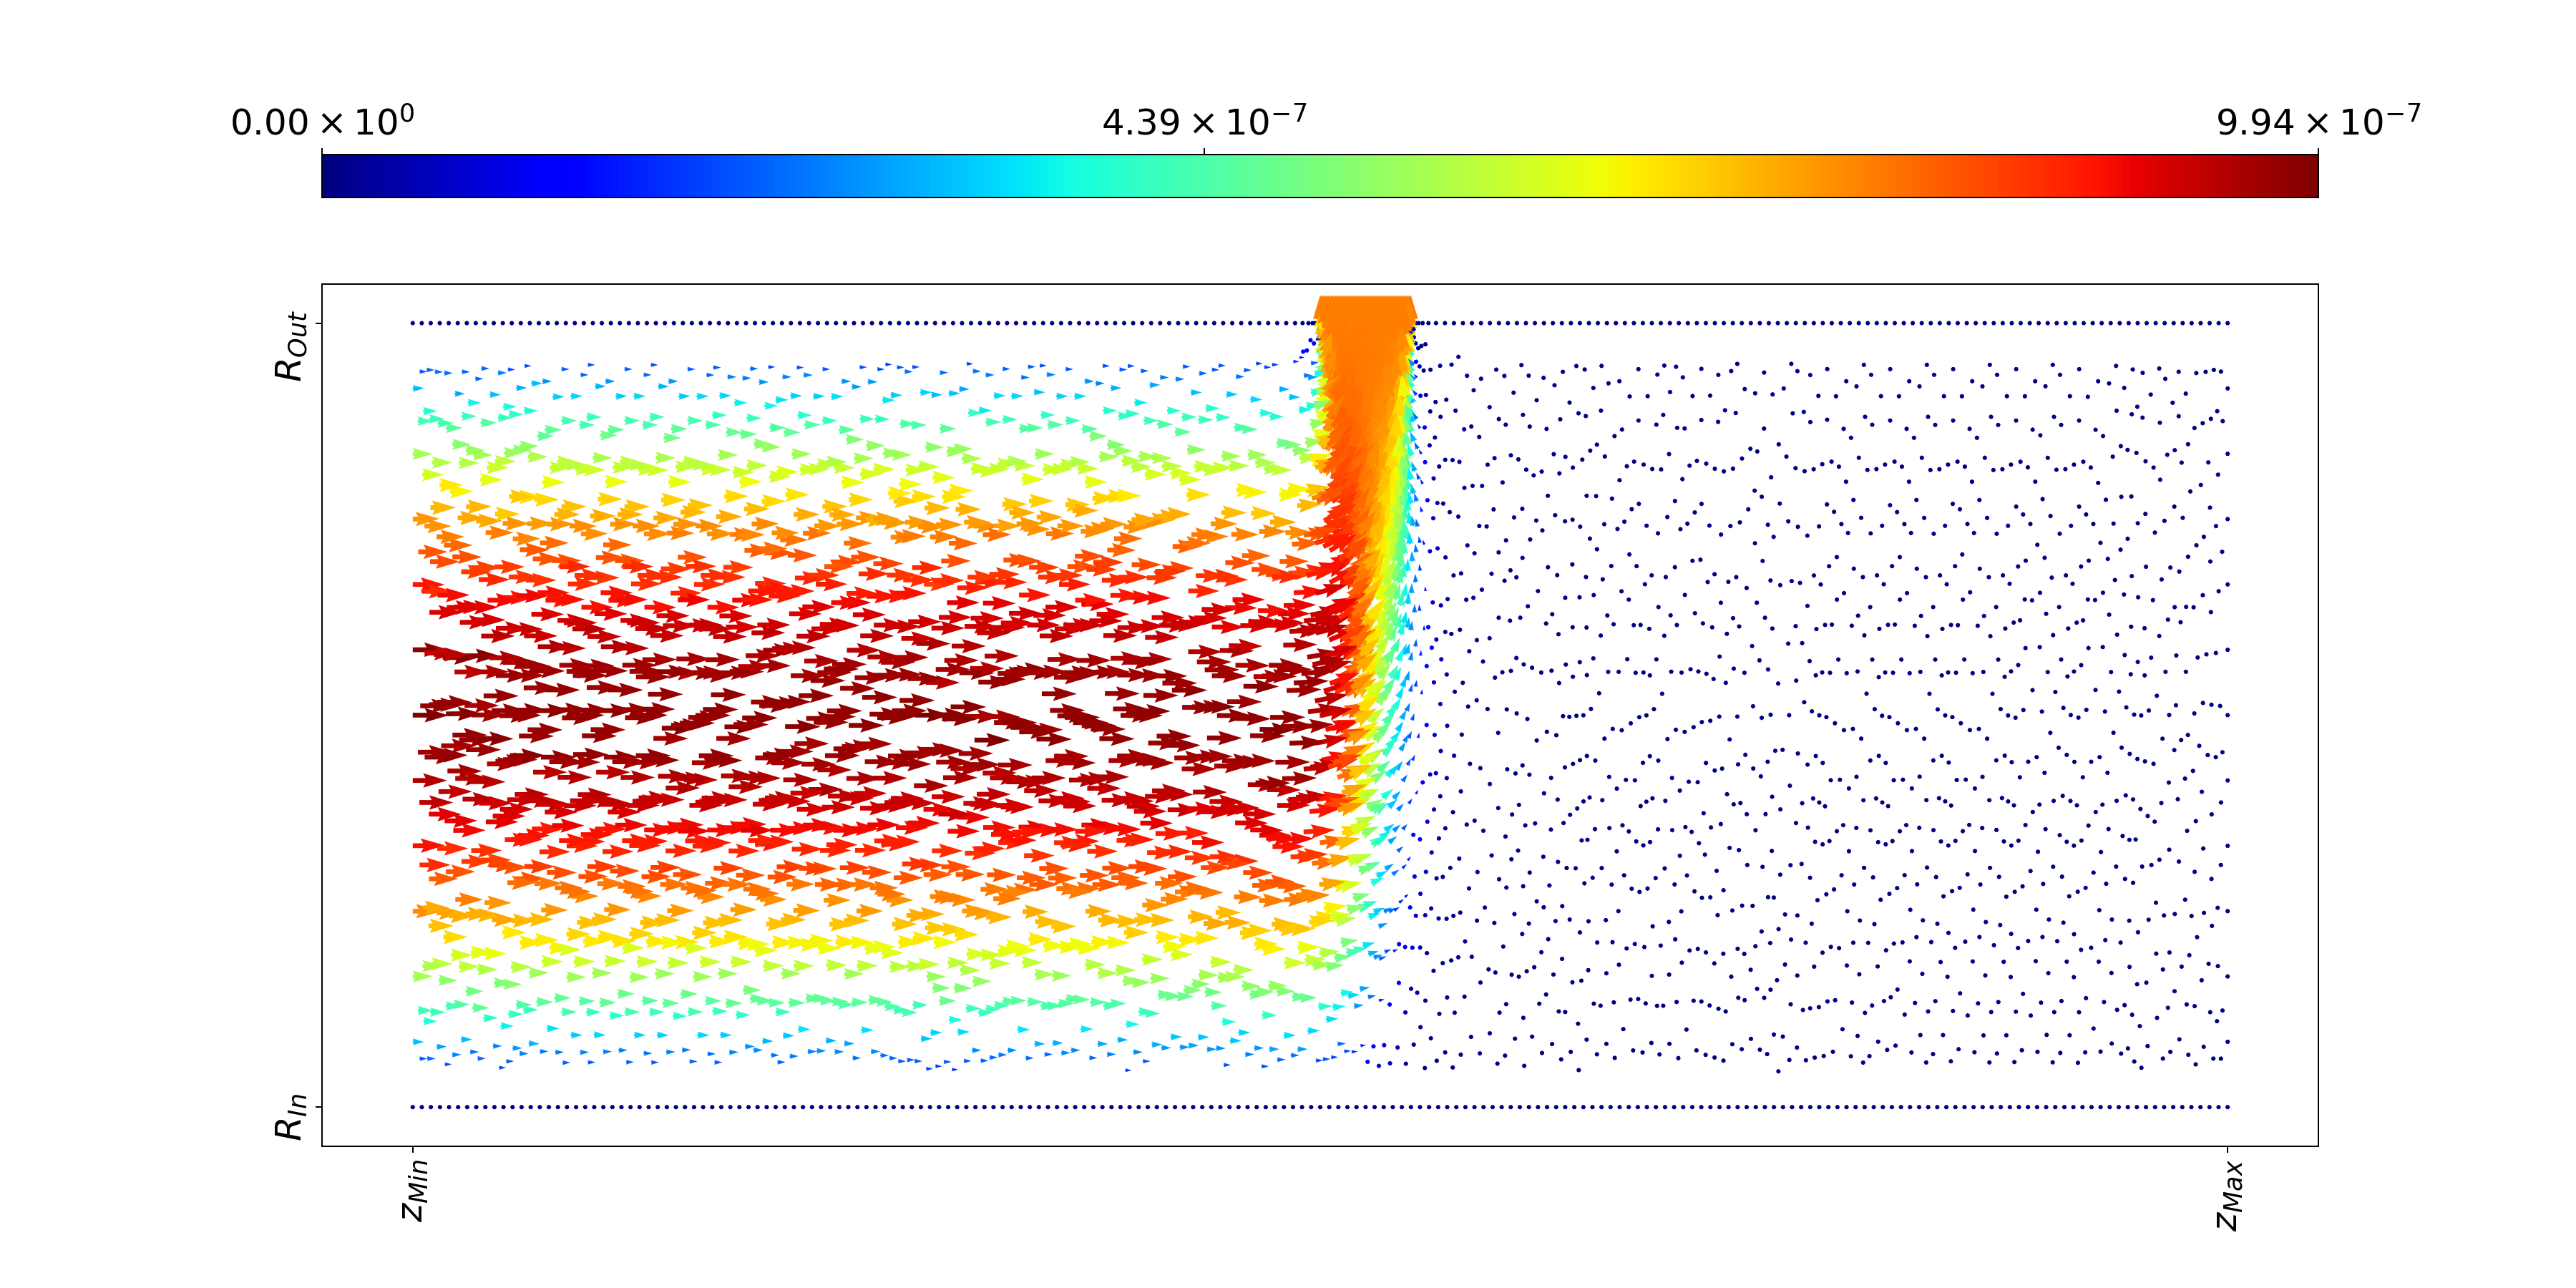 0.00 × 10⁰ 4.39 × 10⁻⁷ 9.94 × 10⁻⁷
R_Out
R_In
z_Min z_Max